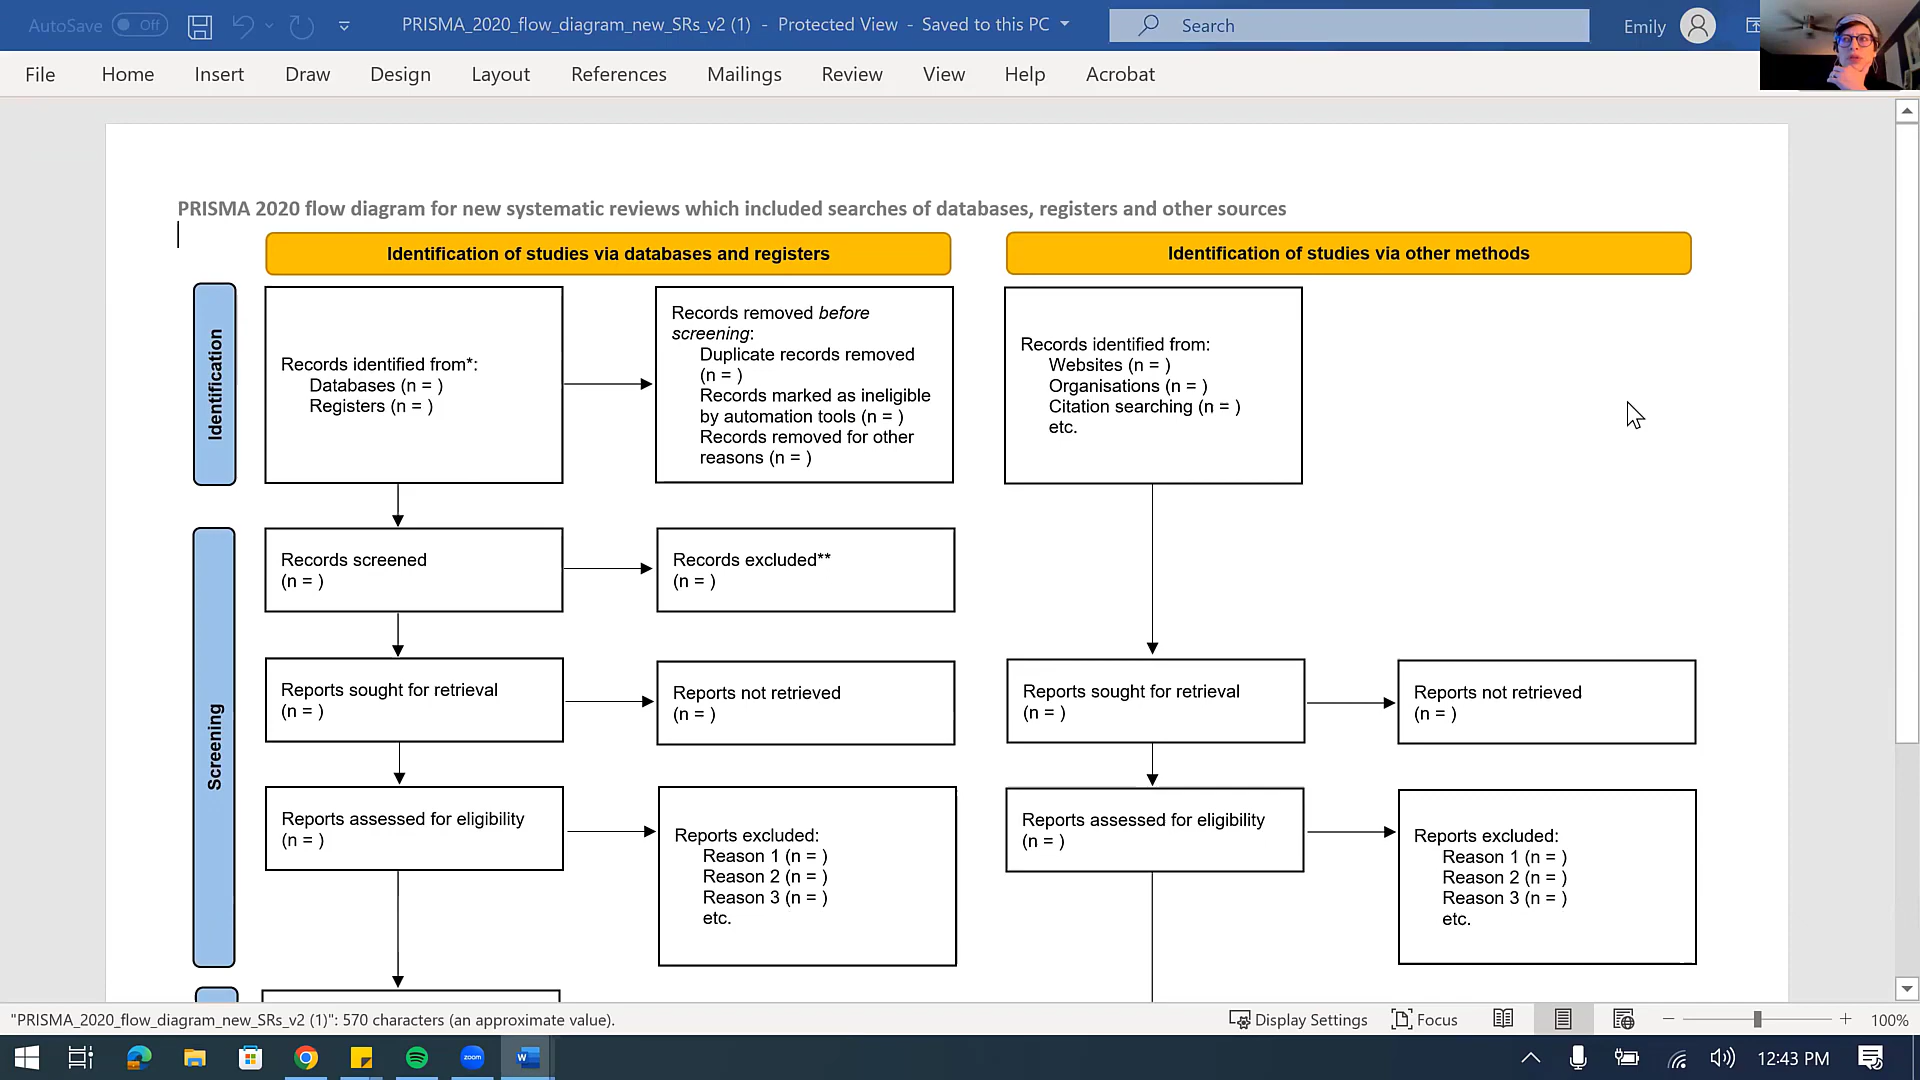 AutoSave Off
PRISMA_2020_flow_diagram_new_SRs_v2 (1) - Protected View - Saved to this PC
Search
Emily
File Home Insert Draw Design Layout References Mailings Review View Help Acrobat
PRISMA 2020 flow diagram for new systematic reviews which included searches of databases, registers and other sources
Identification of studies via databases and registers
Identification of studies via other methods
Identification
Records identified from*:
Databases (n = )
Registers (n = )
Records removed before
screening:
Duplicate records removed
(n = )
Records marked as ineligible
by automation tools (n = )
Records removed for other
reasons (n = )
Records identified from:
Websites (n = )
Organisations (n = )
Citation searching (n = )
etc.
Screening
Records screened
(n = )
Records excluded**
(n = )
Reports sought for retrieval
(n = )
Reports not retrieved
(n = )
Reports sought for retrieval
(n = )
Reports not retrieved
(n = )
Reports assessed for eligibility
(n = )
Reports excluded:
Reason 1 (n = )
Reason 2 (n = )
Reason 3 (n = )
etc.
Reports assessed for eligibility
(n = )
Reports excluded:
Reason 1 (n = )
Reason 2 (n = )
Reason 3 (n = )
etc.
"PRISMA_2020_flow_diagram_new_SRs_v2 (1)": 570 characters (an approximate value).
Display Settings Focus 100%
zoom
12:43 PM